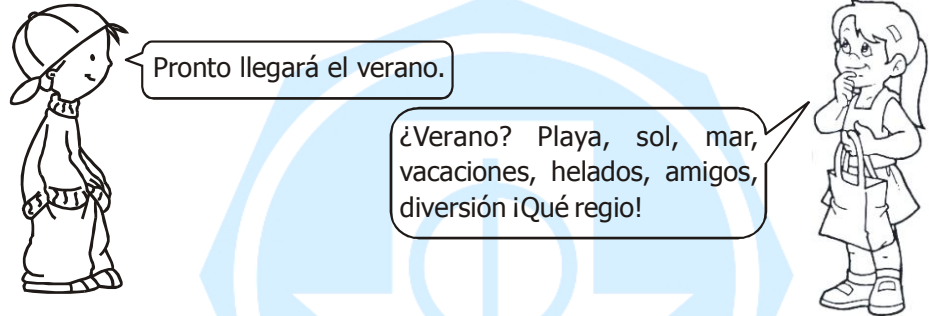 Pronto llegará el verano.
¿Verano? Playa, sol, mar,
vacaciones, helados, amigos,
diversión ¡Qué regio!